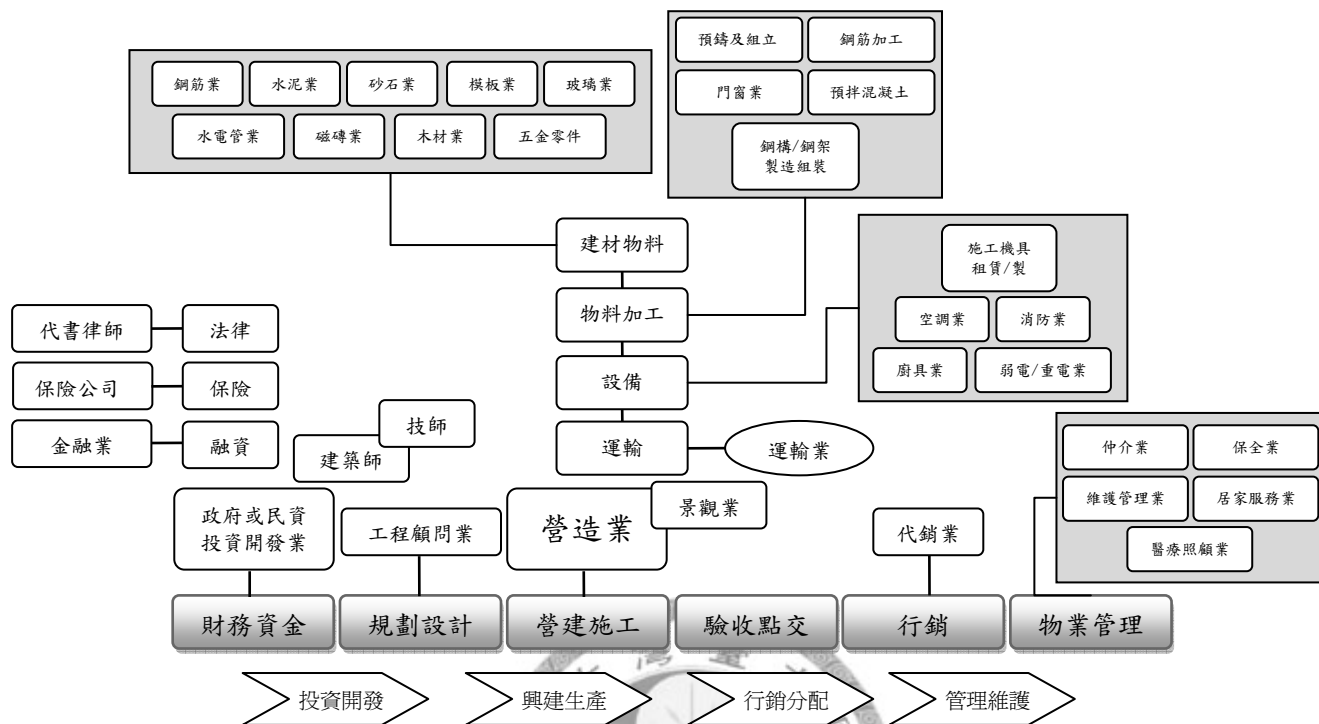 預鑄及組立
鋼筋加工
門窗業
預拌混凝土
鋼構/鋼架
製造組裝
鋼筋業
水泥業
砂石業
模板業
玻璃業
水電管業
磁磚業
木材業
五金零件
建材物料
物料加工
設備
運輸
運輸業
施工機具
租賃/製
空調業
消防業
廚具業
弱電/重電業
代書律師
法律
保險公司
保險
金融業
融資
技師
建築師
仲介業
保全業
維護管理業
居家服務業
醫療照顧業
政府或民資
投資開發業
工程顧問業
營造業
景觀業
代銷業
財務資金
規劃設計
營建施工
驗收點交
行銷
物業管理
投資開發
興建生產
行銷分配
管理維護